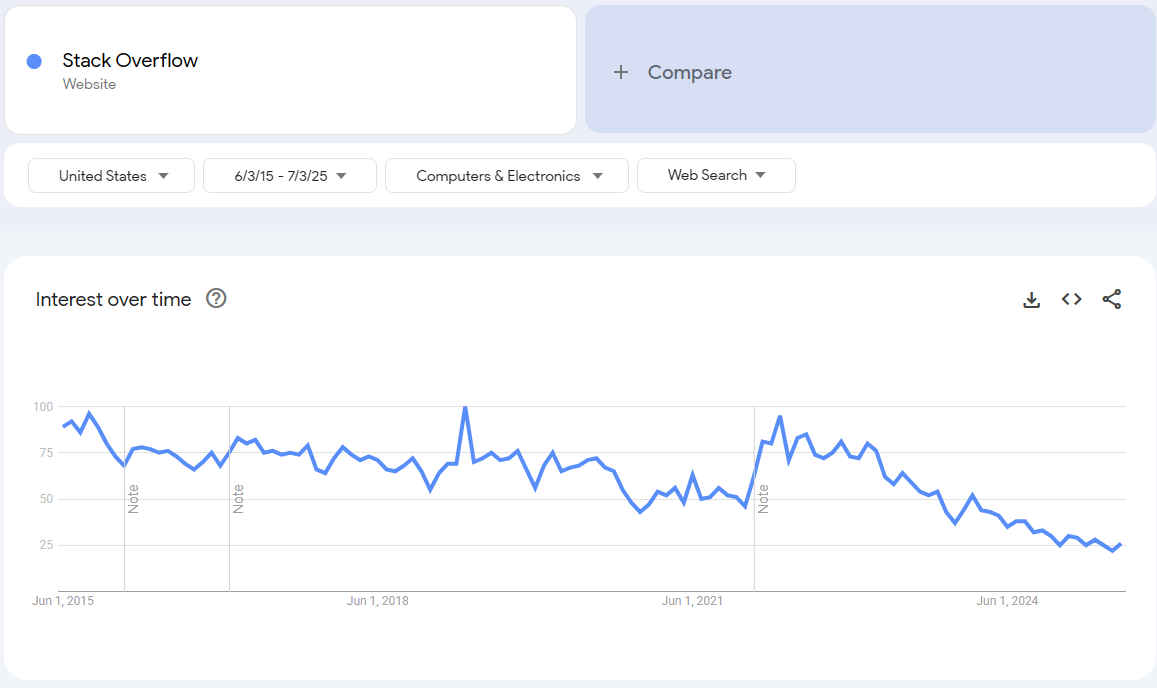 Stack Overflow
Website
+ Compare
United States
6/3/15 - 7/3/25
Computers & Electronics
Web Search
Interest over time
100
75
50
25
Note
Note
Note
Jun 1, 2015
Jun 1, 2018
Jun 1, 2021
Jun 1, 2024